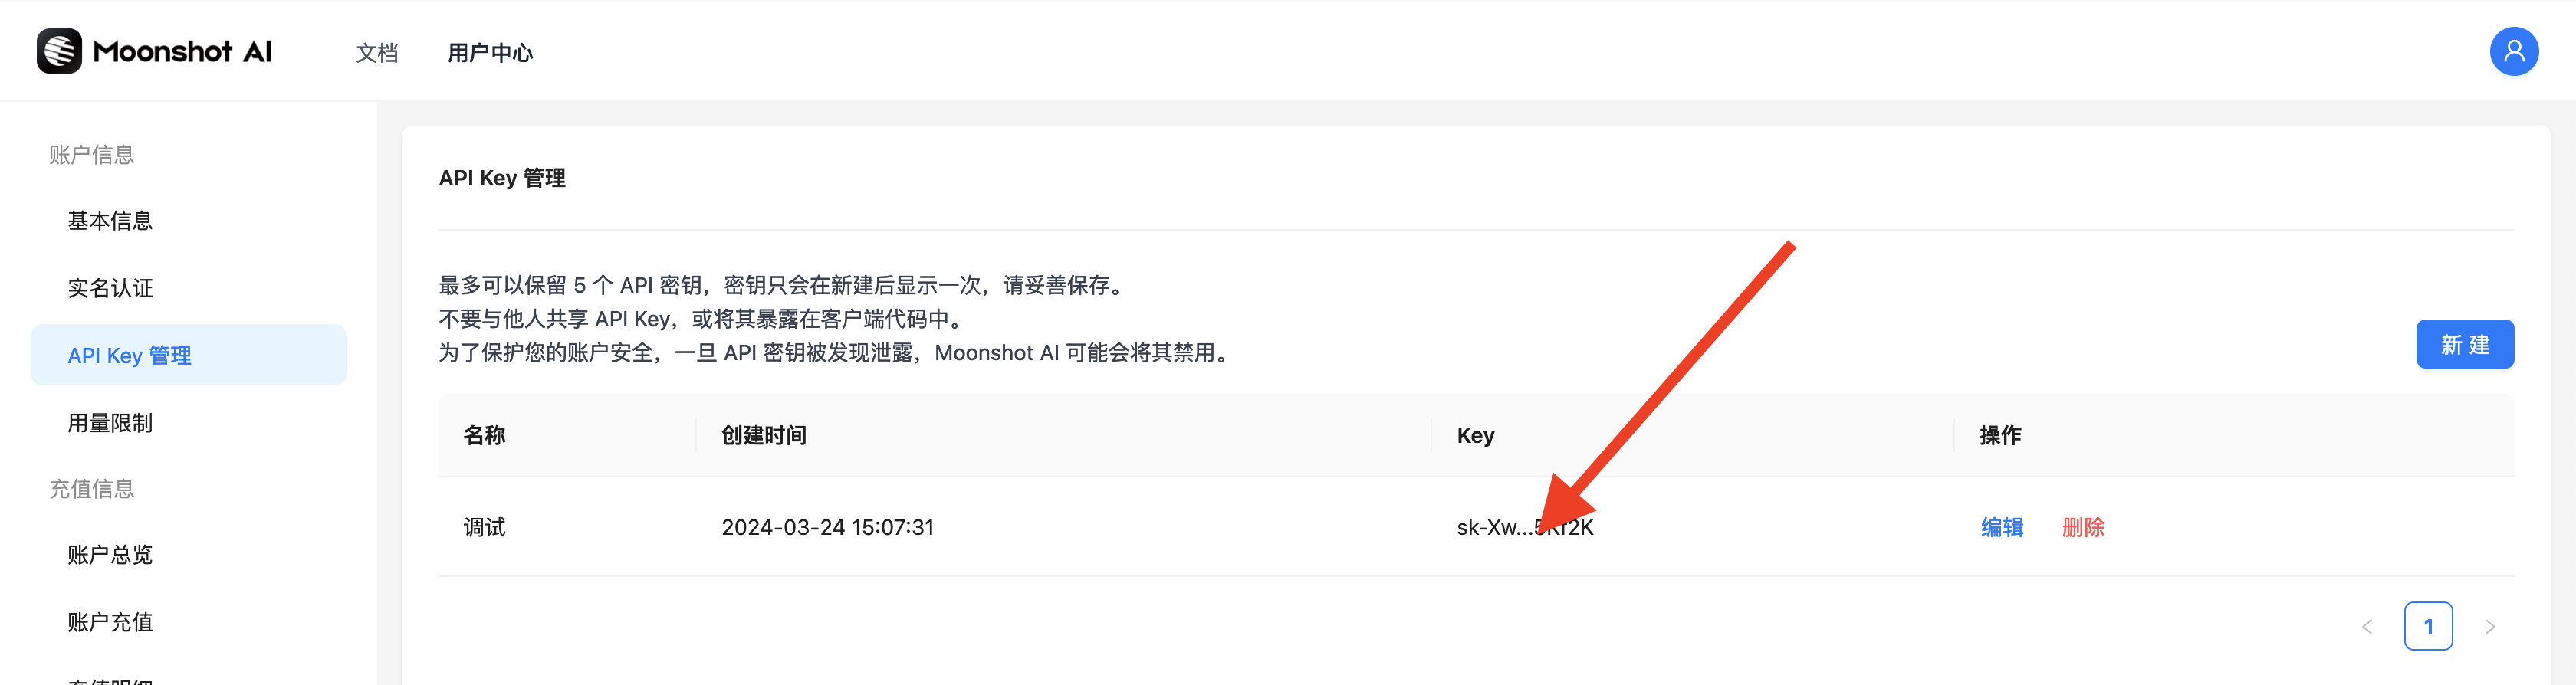 Moonshot AI 文档 用户中心
账户信息
基本信息
实名认证
API Key 管理
用量限制
充值信息
账户总览
账户充值
API Key 管理
最多可以保留 5 个 API 密钥，密钥只会在新建后显示一次，请妥善保存。
不要与他人共享 API Key，或将其暴露在客户端代码中。
为了保护您的账户安全，一旦 API 密钥被发现泄露，Moonshot AI 可能会将其禁用。
新 建
名称 创建时间 Key 操作
调试 2024-03-24 15:07:31 编辑 删除
1